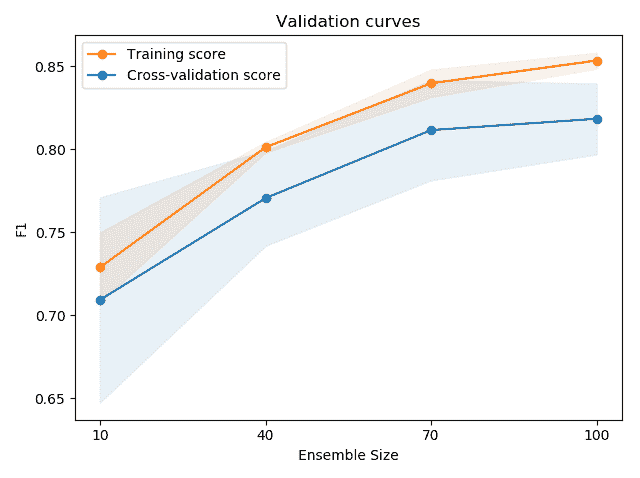 Validation curves
Training score
Cross-validation score
0.85
0.80
0.75
0.70
0.65
F1
10 40 70 100
Ensemble Size